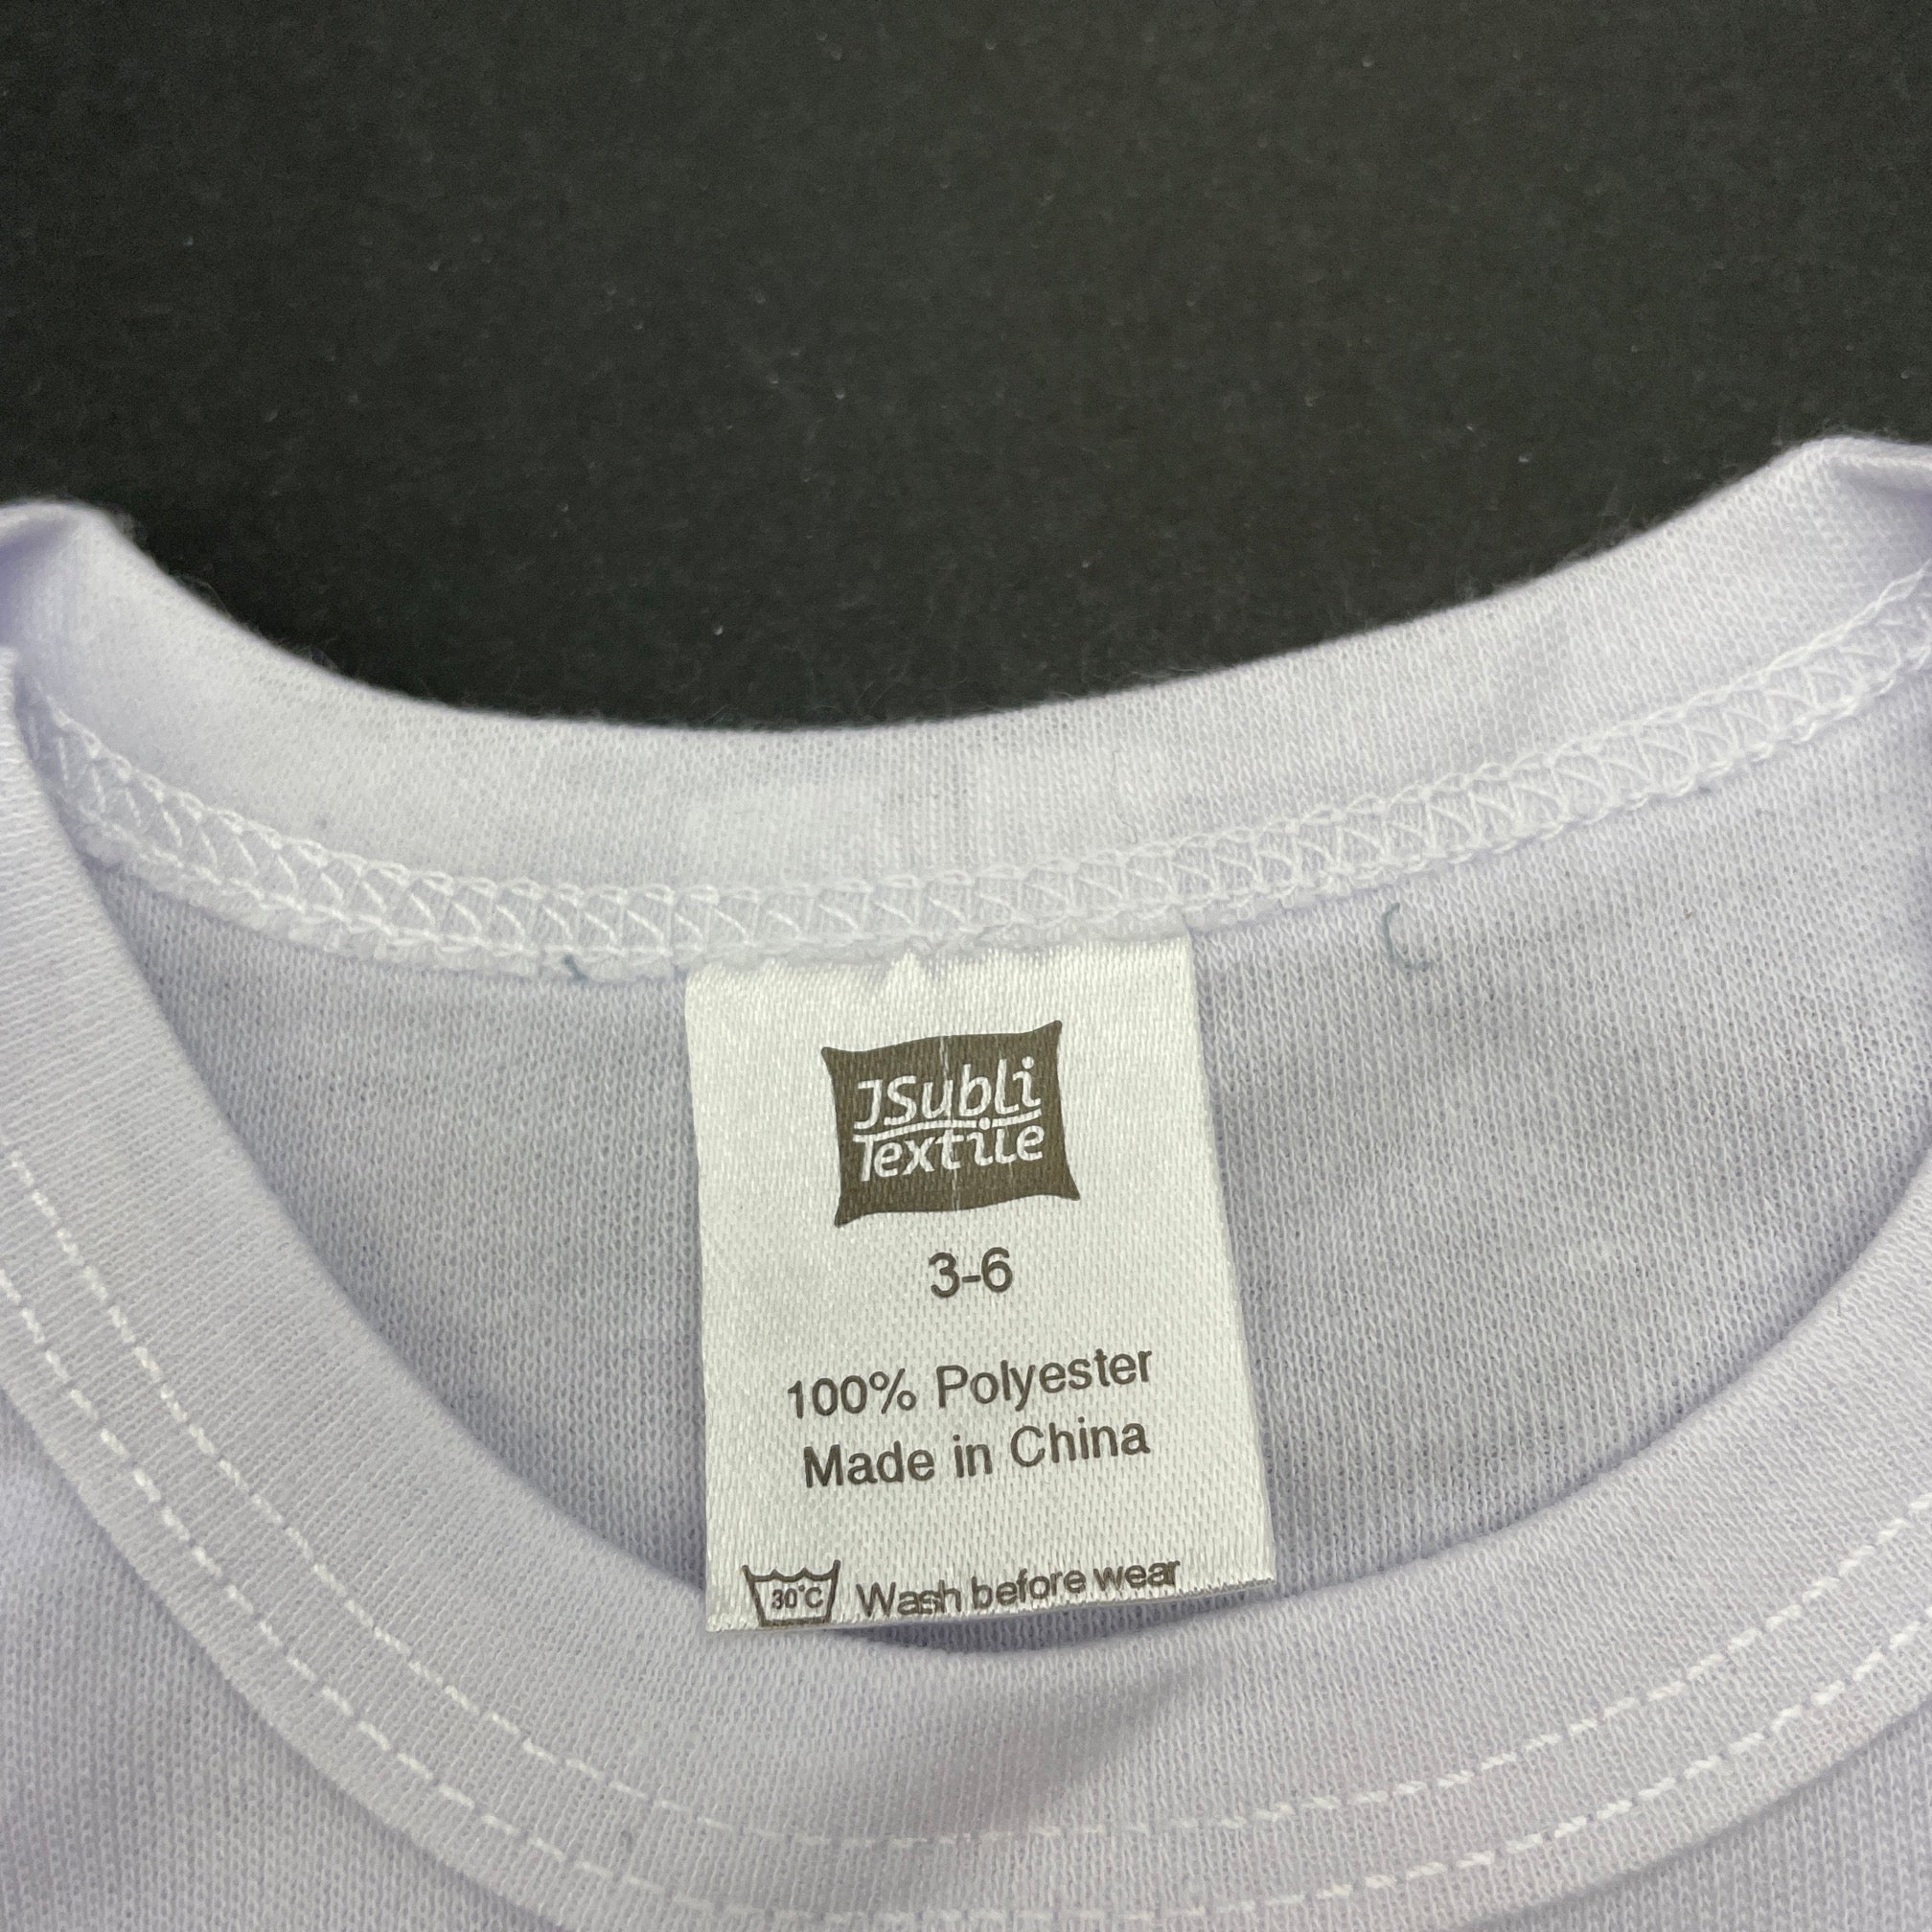 JSubli
Textile
3-6
100% Polyester
Made in China
30°C Wash before wear